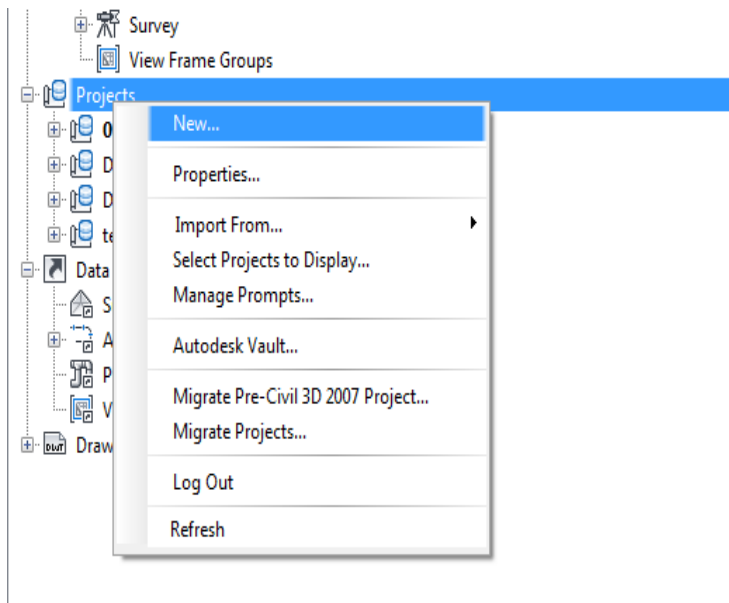 Survey
View Frame Groups
Projects
New...
Properties...
Import From...
Select Projects to Display...
Manage Prompts...
Data
Autodesk Vault...
Migrate Pre-Civil 3D 2007 Project...
Migrate Projects...
DWT
Log Out
Refresh